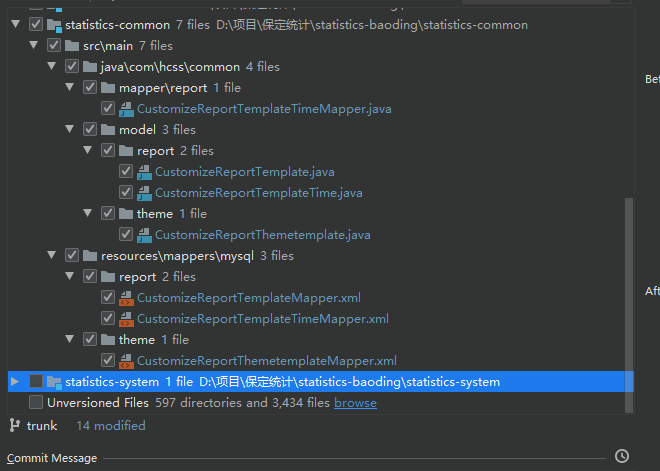 statistics-common 7 files D:\项目\保定统计\statistics-baoding\statistics-common
src\main 7 files
java\com\hcss\common 4 files
mapper\report 1 file
CustomizeReportTemplateTimeMapper.java
model 3 files
report 2 files
CustomizeReportTemplate.java
CustomizeReportTemplateTime.java
theme 1 file
CustomizeReportThemetemplate.java
resources\mappers\mysql 3 files
report 2 files
CustomizeReportTemplateMapper.xml
CustomizeReportTemplateTimeMapper.xml
theme 1 file
CustomizeReportThemetemplateMapper.xml
statistics-system 1 file D:\项目\保定统计\statistics-baoding\statistics-system
Unversioned Files 597 directories and 3,434 files browse
trunk 14 modified
Commit Message